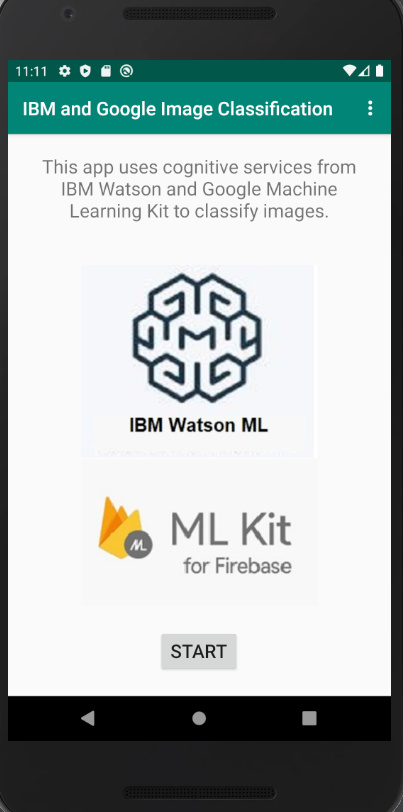 11:11
IBM and Google Image Classification
This app uses cognitive services from
IBM Watson and Google Machine
Learning Kit to classify images.
IBM Watson ML
ML Kit
for Firebase
START